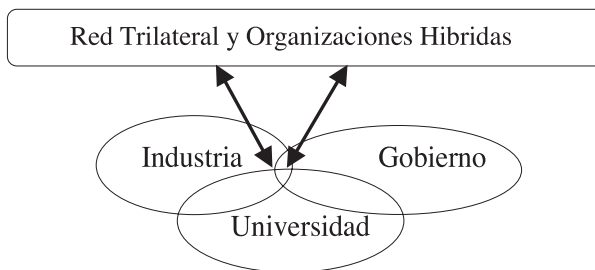 Red Trilateral y Organizaciones Hibridas
Industria
Gobierno
Universidad